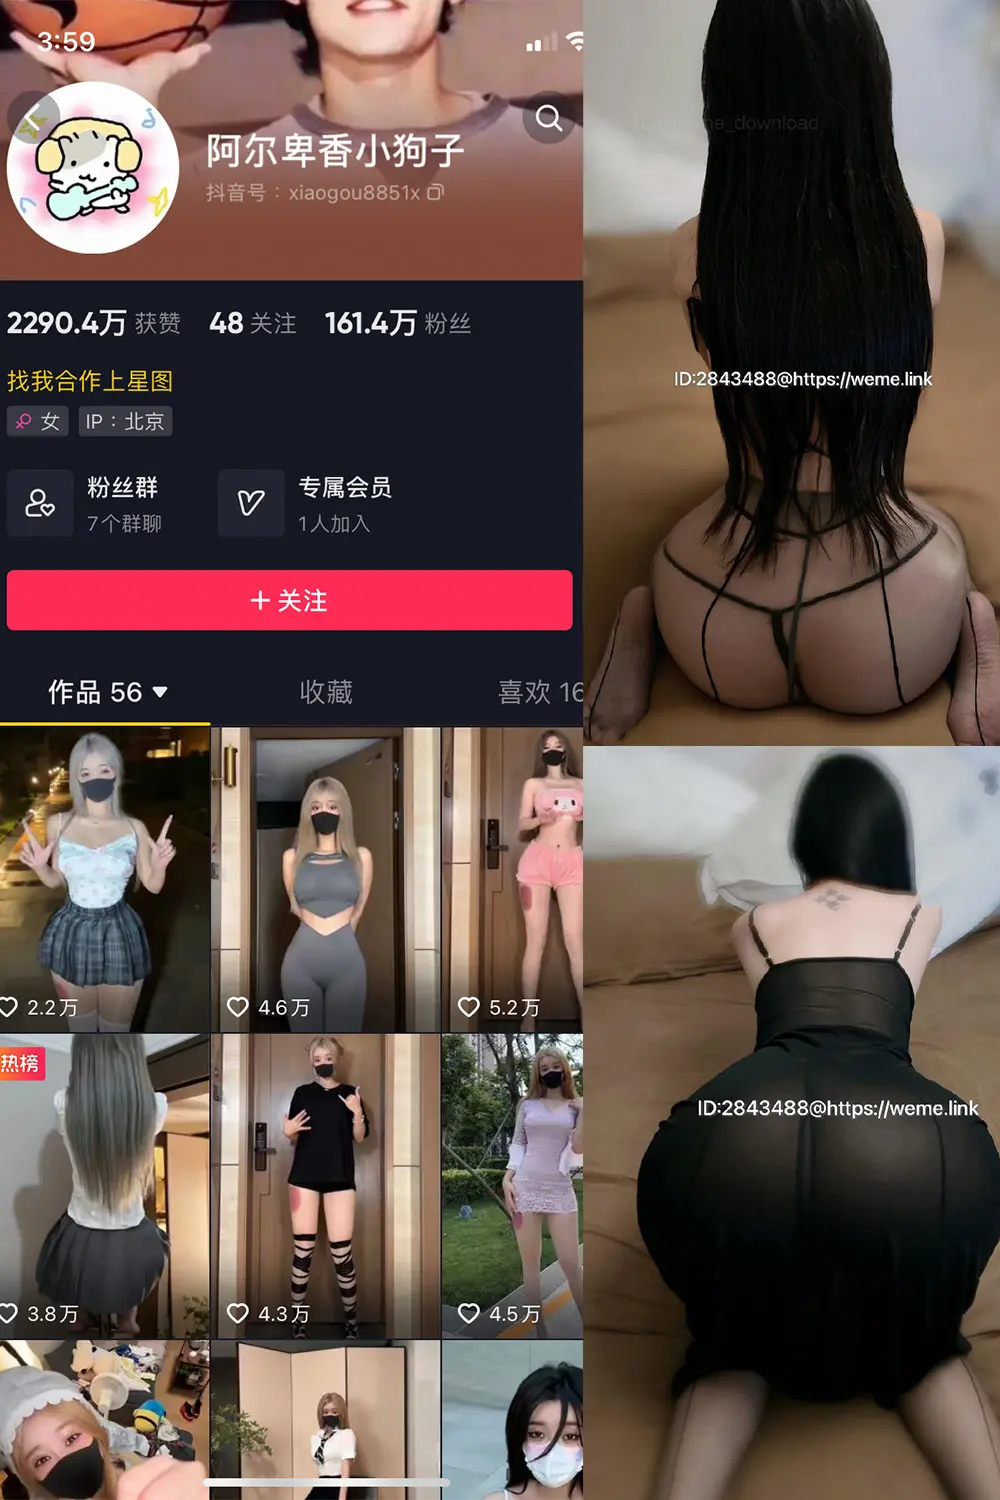 3:59
阿尔卑香小狗子
抖音号：xiaogou8851x
2290.4万 获赞 48 关注 161.4万 粉丝
找我合作上星图
女 IP：北京
粉丝群 专属会员
7个群聊 1人加入
+ 关注
作品 56 收藏 喜欢 16
2.2万 4.6万 5.2万
热榜
3.8万 4.3万 4.5万
ID:2843488@https://weme.link
ID:2843488@https://weme.link